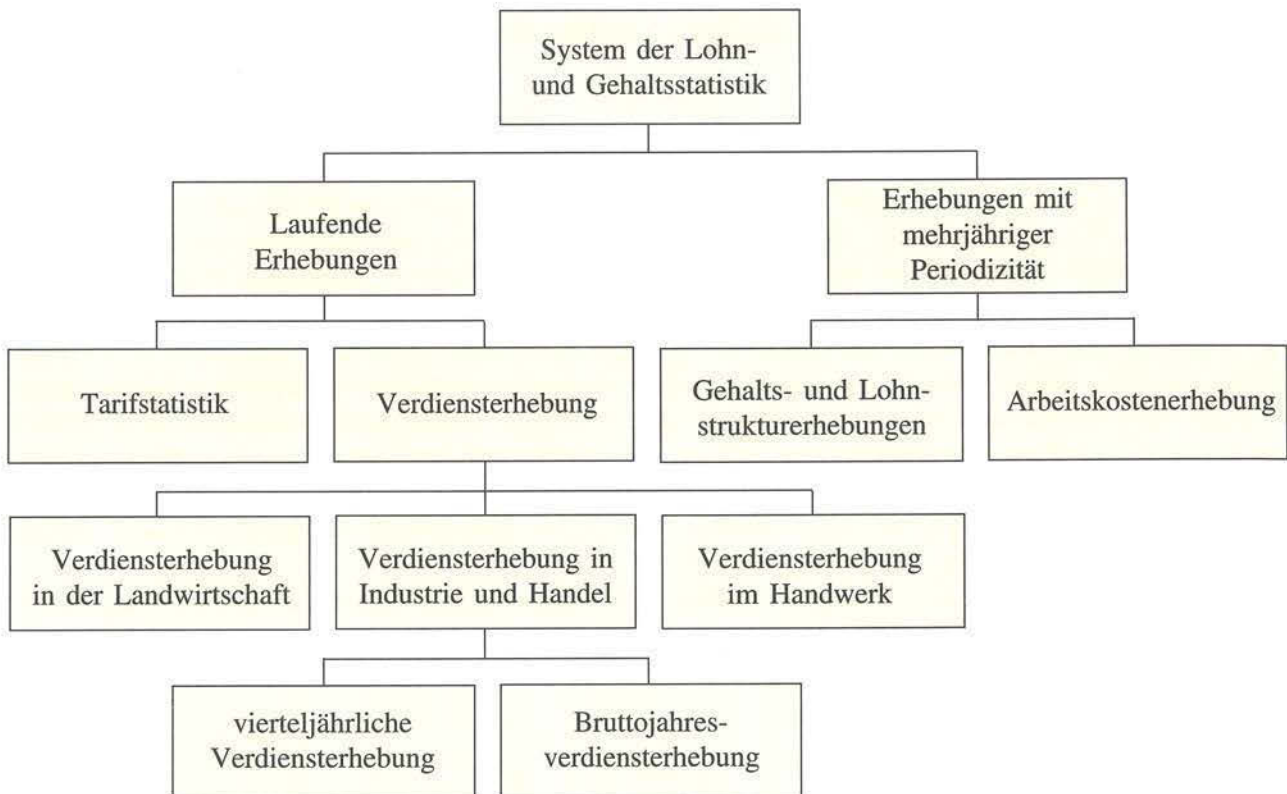 System der Lohn-
und Gehaltsstatistik
Laufende
Erhebungen
Erhebungen mit
mehrjähriger
Periodizität
Tarifstatistik
Verdiensterhebung
Gehalts- und Lohn-
strukturerhebungen
Arbeitskostenerhebung
Verdiensterhebung
in der Landwirtschaft
Verdiensterhebung in
Industrie und Handel
Verdiensterhebung
im Handwerk
vierteljährliche
Verdiensterhebung
Bruttojahres-
verdiensterhebung